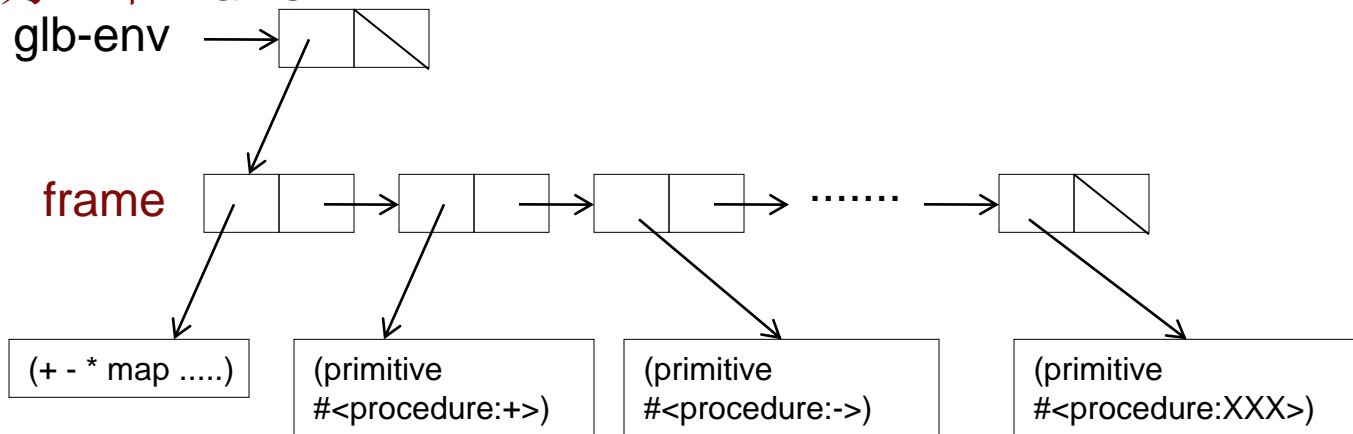 glb-env
frame
.......
(+ - * map .....)
(primitive
#<procedure:+>)
(primitive
#<procedure:->)
(primitive
#<procedure:XXX>)